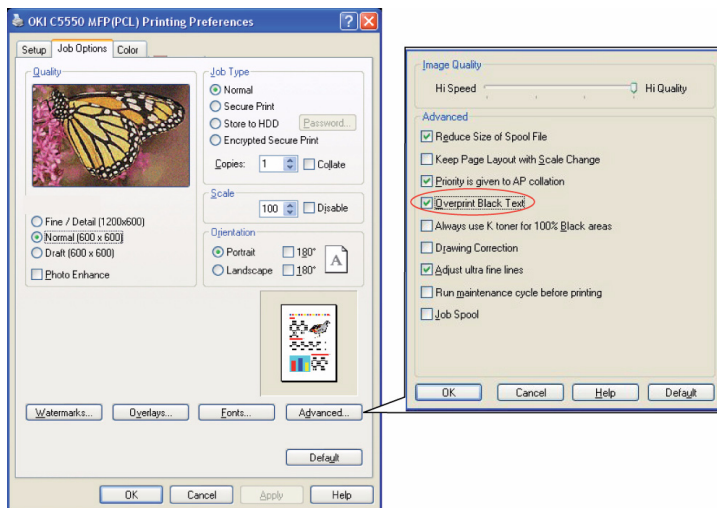 OKI C5550 MFP(PCL) Printing Preferences
Setup
Job Options
Color
Quality
Fine / Detail (1200x600)
Normal (600 x 600)
Draft (600 x 600)
Photo Enhance
Job Type
Normal
Secure Print
Store to HDD
Password...
Encrypted Secure Print
Copies:
1
Collate
Scale
100
Disable
Orientation
Portrait
180°
Landscape
180°
A
Watermarks...
Overlays...
Fonts...
Advanced...
Default
OK
Cancel
Apply
Help
Image Quality
Hi Speed
Hi Quality
Advanced
Reduce Size of Spool File
Keep Page Layout with Scale Change
Priority is given to AP collation
Overprint Black Text
Always use K toner for 100% Black areas
Drawing Correction
Adjust ultra fine lines
Run maintenance cycle before printing
Job Spool
OK
Cancel
Help
Default